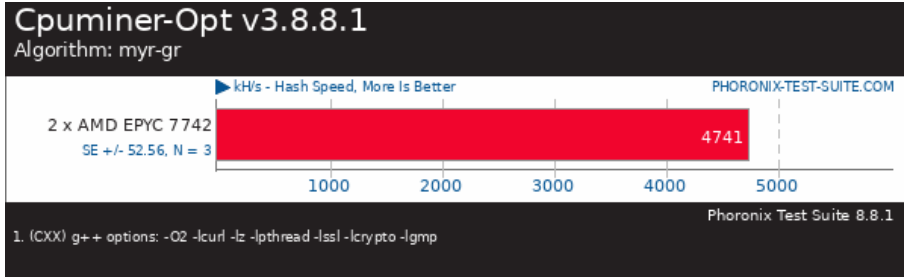 Cpuminer-Opt v3.8.8.1
Algorithm: myr-gr
▶ kH/s - Hash Speed, More Is Better
PHORONIX-TEST-SUITE.COM
2 x AMD EPYC 7742
SE +/- 52.56, N = 3
4741
1000 2000 3000 4000 5000
Phoronix Test Suite 8.8.1
1. (CXX) g++ options: -O2 -lcurl -lz -lpthread -lssl -lcrypto -lgmp